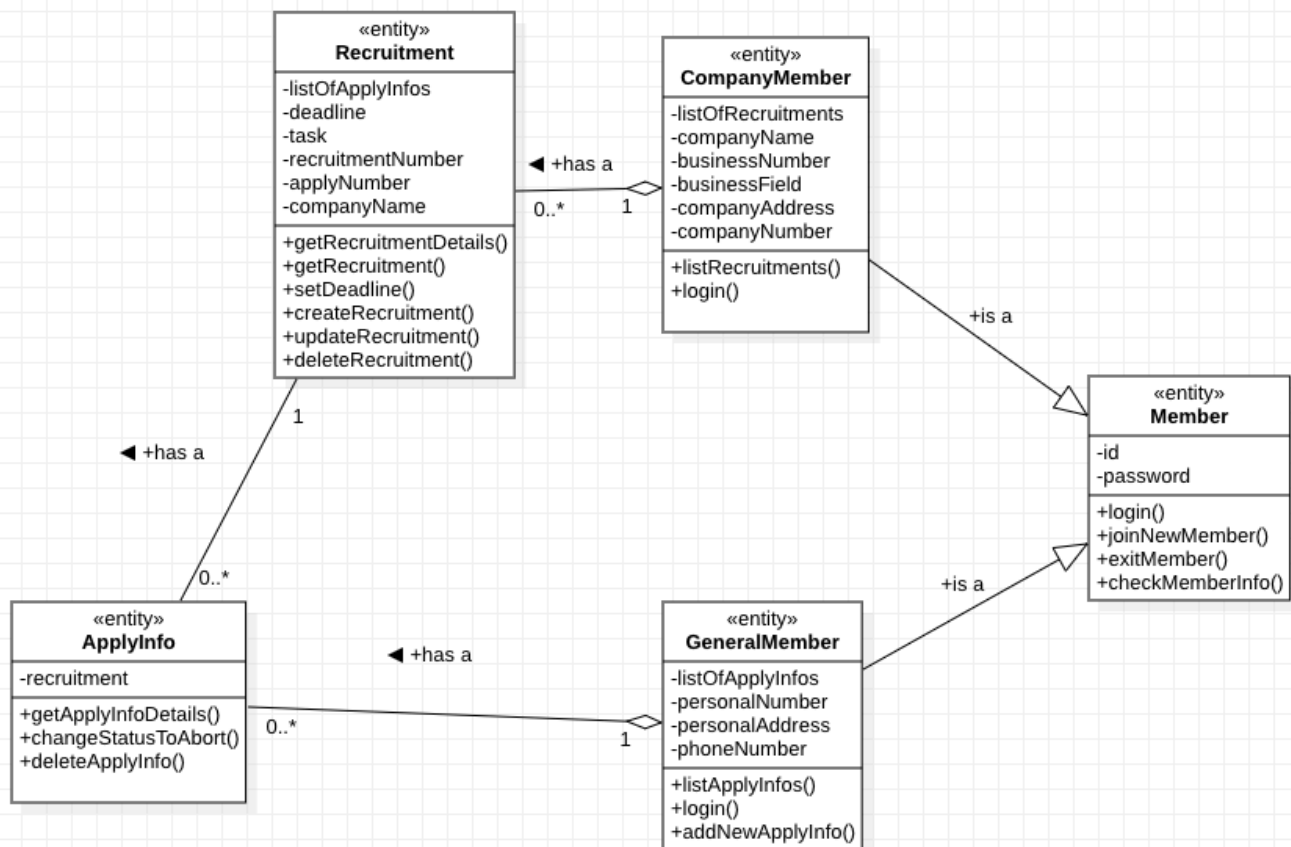 «entity»
Recruitment
-listOfApplyInfos
-deadline
-task
-recruitmentNumber
-applyNumber
-companyName
+getRecruitmentDetails()
+getRecruitment()
+setDeadline()
+createRecruitment()
+updateRecruitment()
+deleteRecruitment()
◀ +has a
0..*
1
«entity»
CompanyMember
-listOfRecruitments
-companyName
-businessNumber
-businessField
-companyAddress
-companyNumber
+listRecruitments()
+login()
+is a
«entity»
Member
-id
-password
+login()
+joinNewMember()
+exitMember()
+checkMemberInfo()
1
◀ +has a
0..*
«entity»
ApplyInfo
-recruitment
+getApplyInfoDetails()
+changeStatusToAbort()
+deleteApplyInfo()
◀ +has a
0..*
1
«entity»
GeneralMember
-listOfApplyInfos
-personalNumber
-personalAddress
-phoneNumber
+listApplyInfos()
+login()
+addNewApplyInfo()
+is a